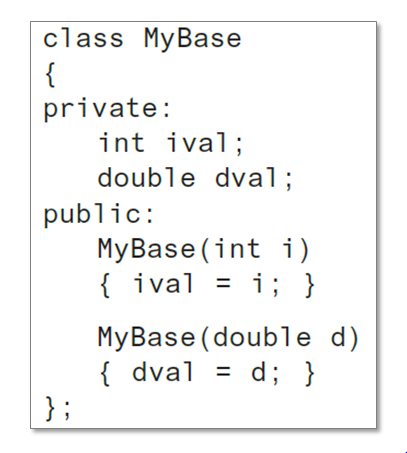 class MyBase
{
private:
int ival;
double dval;
public:
MyBase(int i)
{ ival = i; }
MyBase(double d)
{ dval = d; }
};